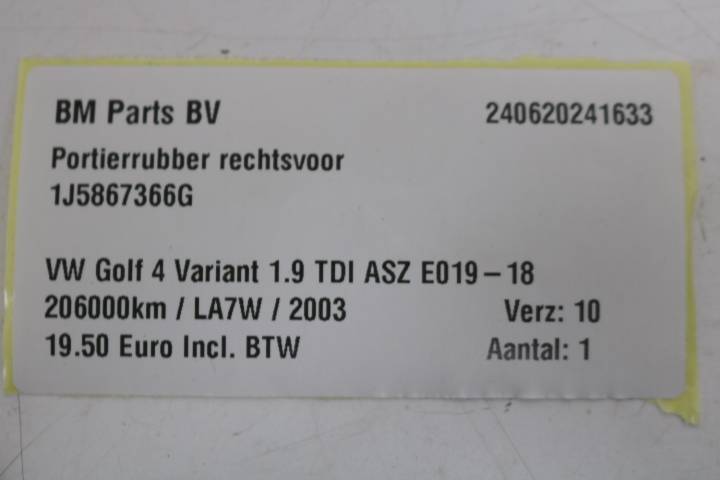 BM Parts BV 240620241633
Portierrubber rechtsvoor
1J5867366G
VW Golf 4 Variant 1.9 TDI ASZ E019-18
206000km / LA7W / 2003 Verz: 10
19.50 Euro Incl. BTW Aantal: 1